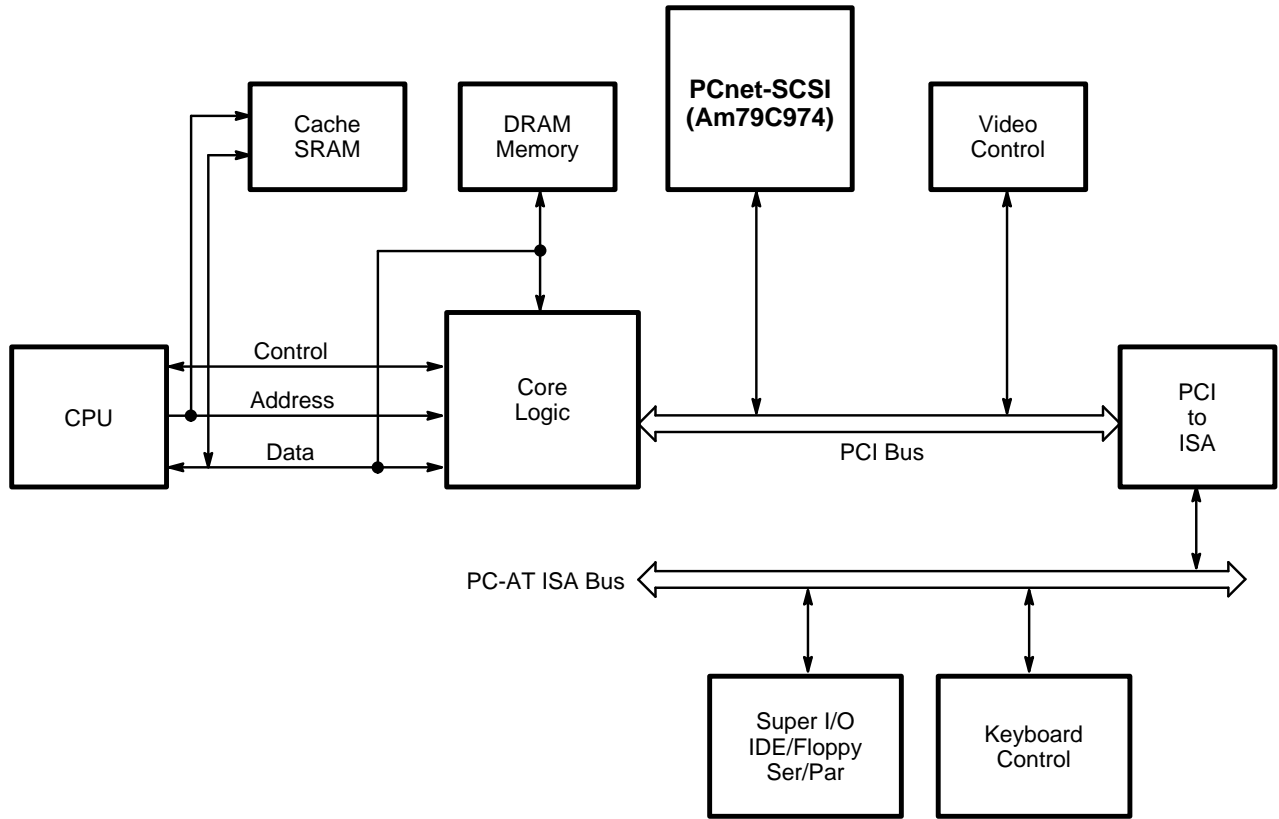 PCnet-SCSI
(Am79C974)
Cache
SRAM
DRAM
Memory
Video
Control
CPU
Control
Address
Data
Core
Logic
PCI Bus
PCI
to
ISA
PC-AT ISA Bus
Super I/O
IDE/Floppy
Ser/Par
Keyboard
Control